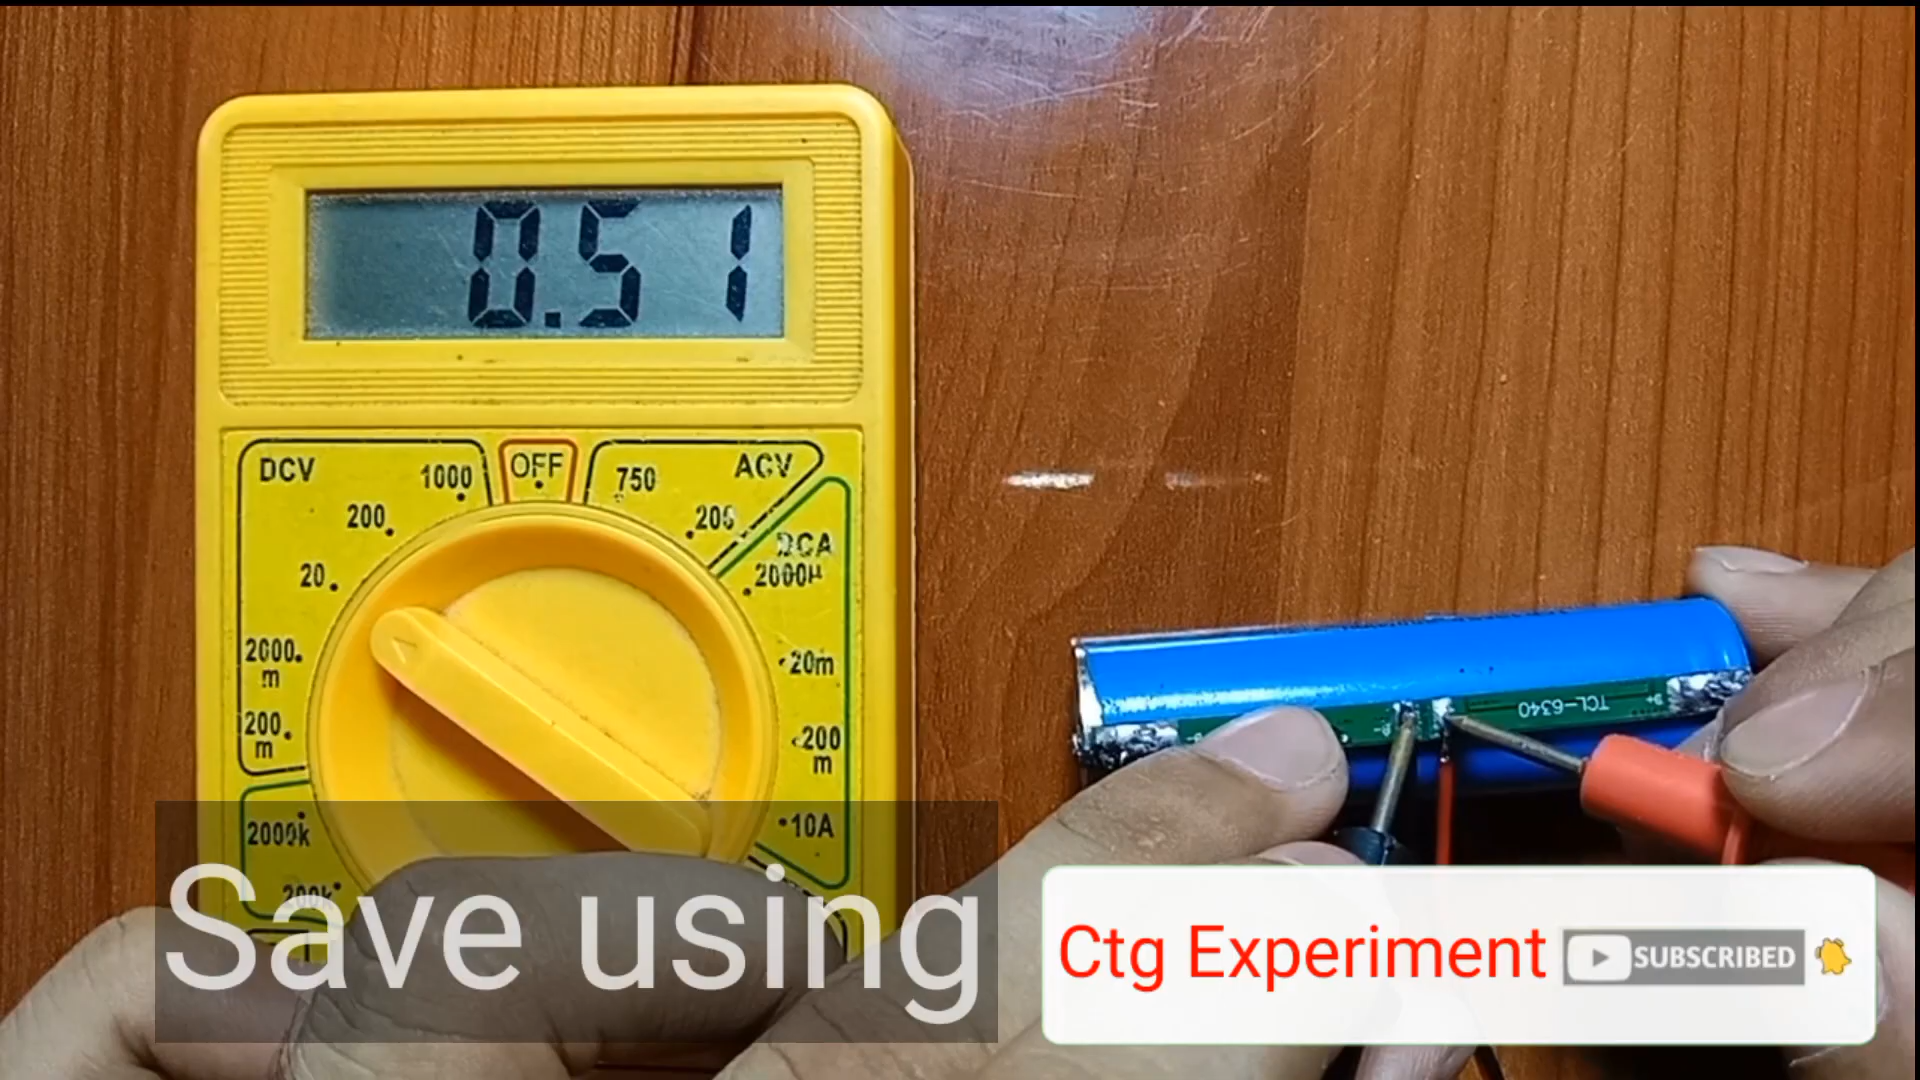 0.51
DCV
1000
OFF
750
ACV
200
200
DCA
20
2000µ
2000
m
20m
200
m
200
m
2000k
10A
200k
TCL-6340
Save using
Ctg Experiment
SUBSCRIBED